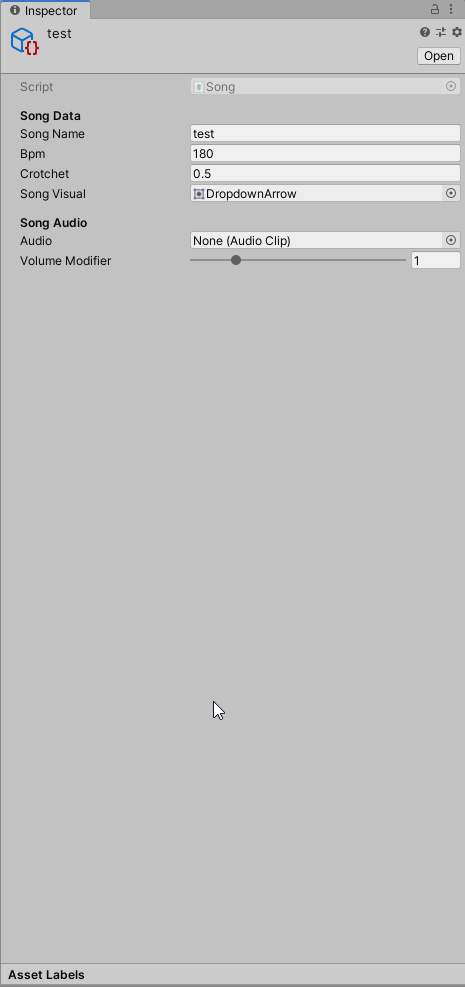 Inspector
test
Open
Script Song
Song Data
Song Name test
Bpm 180
Crotchet 0.5
Song Visual DropdownArrow
Song Audio
Audio None (Audio Clip)
Volume Modifier 1
Asset Labels